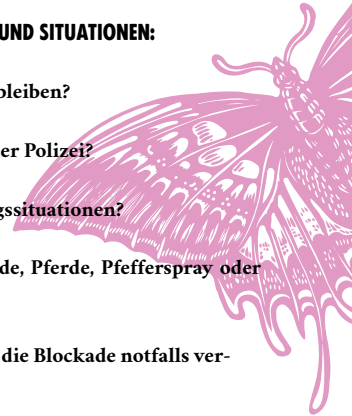 UND SITUATIONEN:
bleiben?
er Polizei?
gssituationen?
de, Pferde, Pfefferspray oder
die Blockade notfalls ver-